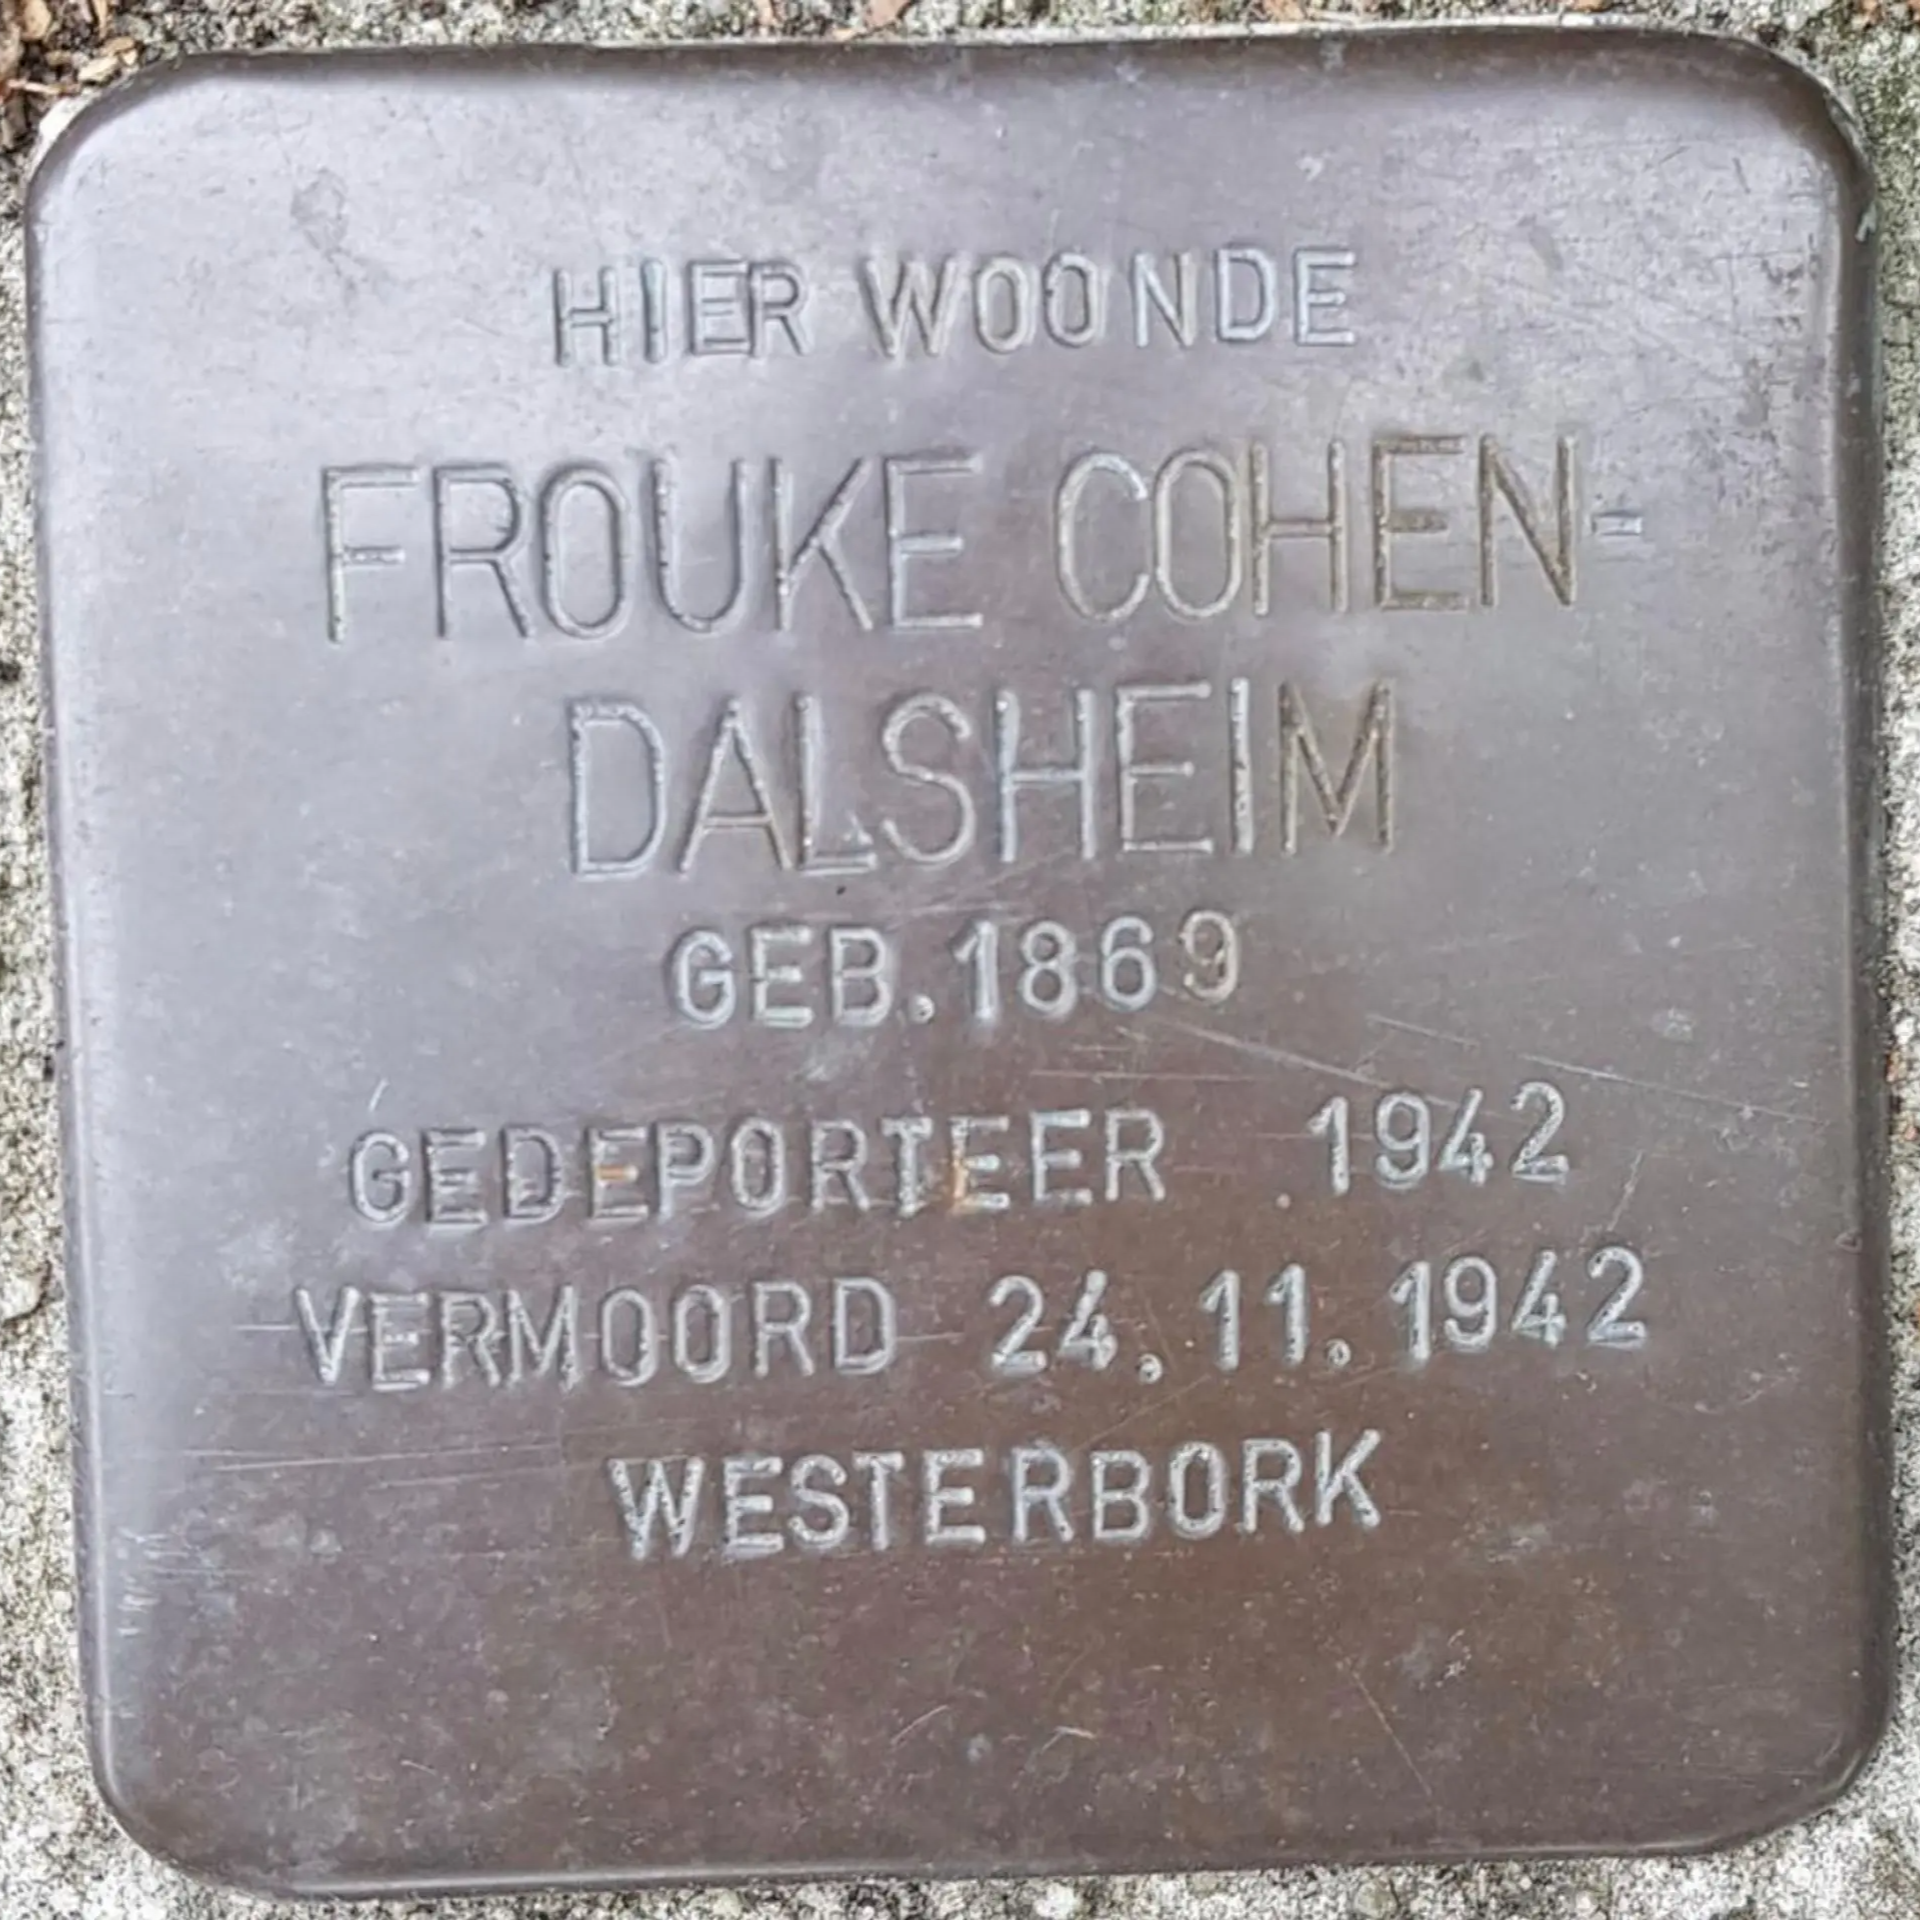 HIER WOONDE
FROUKE COHEN-
DALSHEIM
GEB. 1869
GEDEPORTEER 1942
VERMOORD 24.11.1942
WESTERBORK